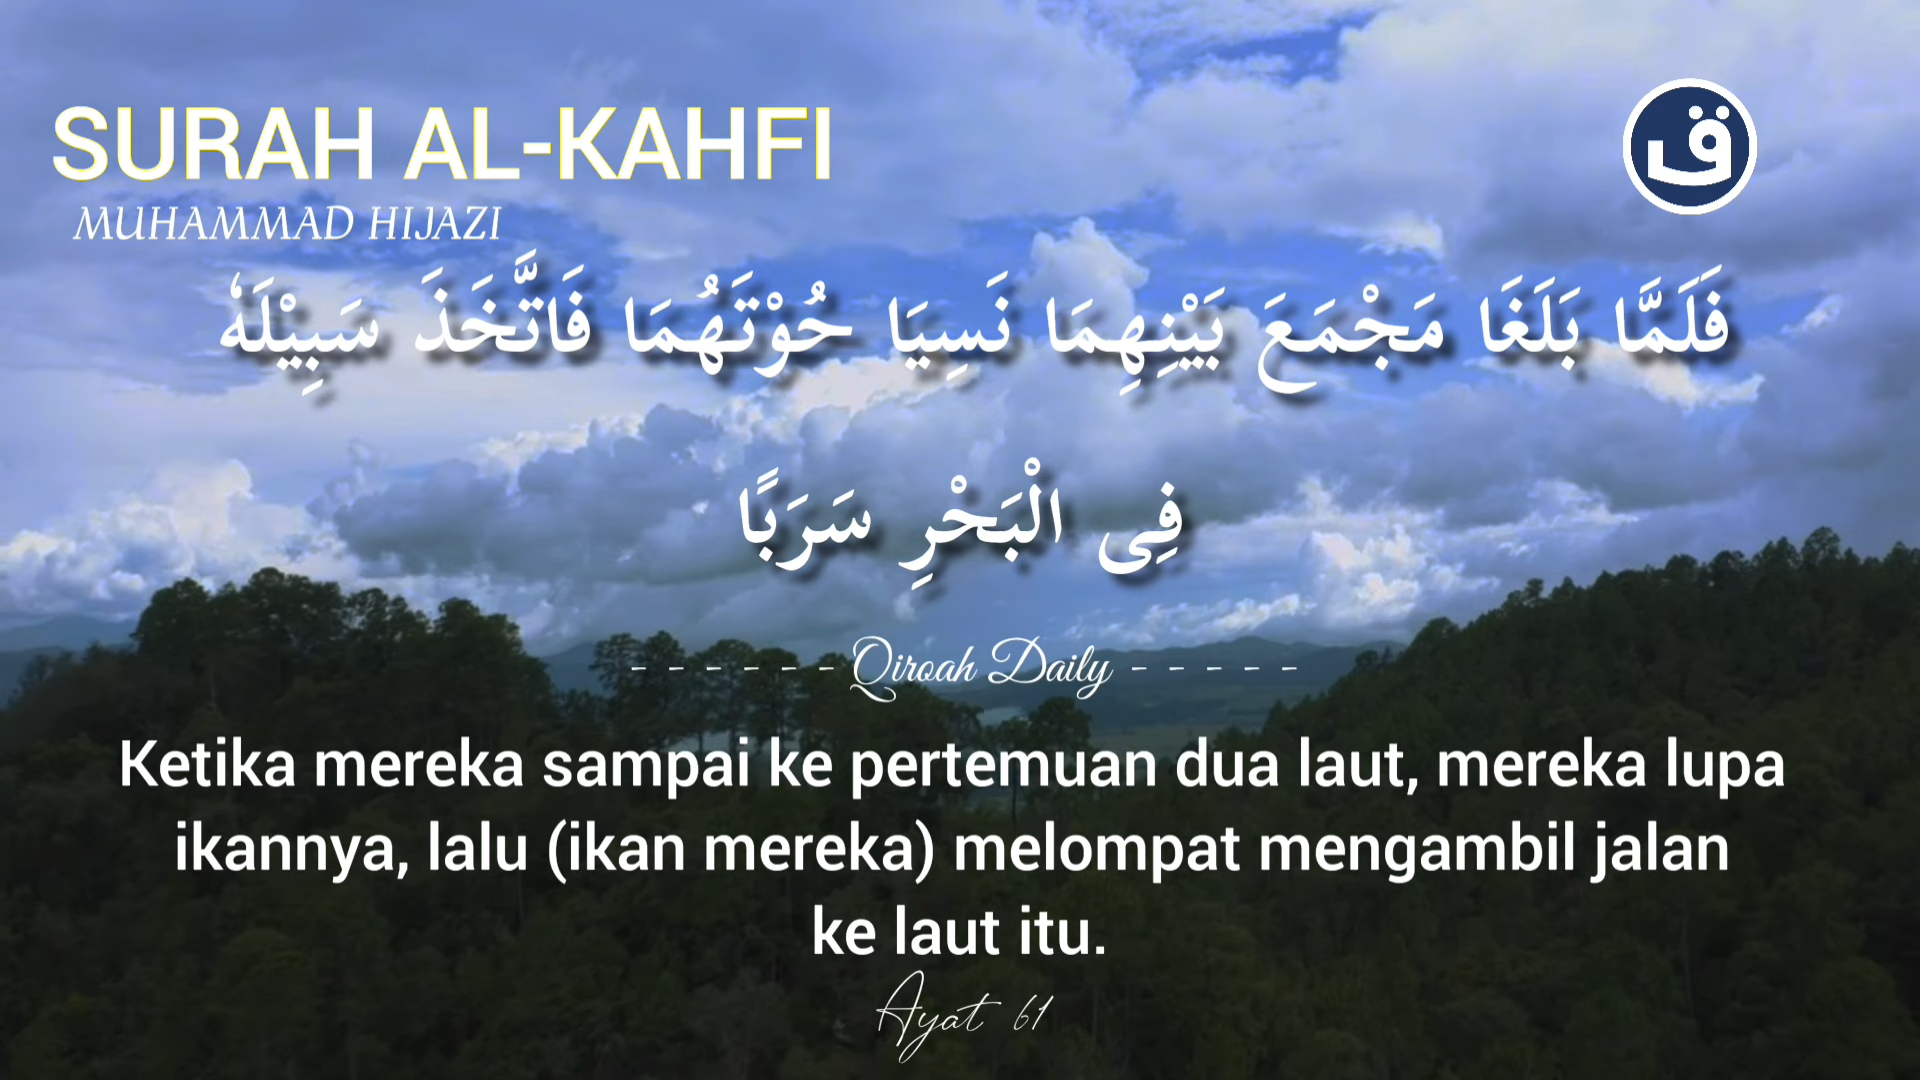 SURAH AL-KAHFI
ق
MUHAMMAD HIJAZI
فَلَمَّا بَلَغَا مَجْمَعَ بَيْنِهِمَا نَسِيَا حُوْتَهُمَا فَاتَّخَذَ سَبِيْلَهٗ
فِى الْبَحْرِ سَرَبًا
- - - - - - Qiroah Daily - - - - -
Ketika mereka sampai ke pertemuan dua laut, mereka lupa
ikannya, lalu (ikan mereka) melompat mengambil jalan
ke laut itu.
Ayat 61